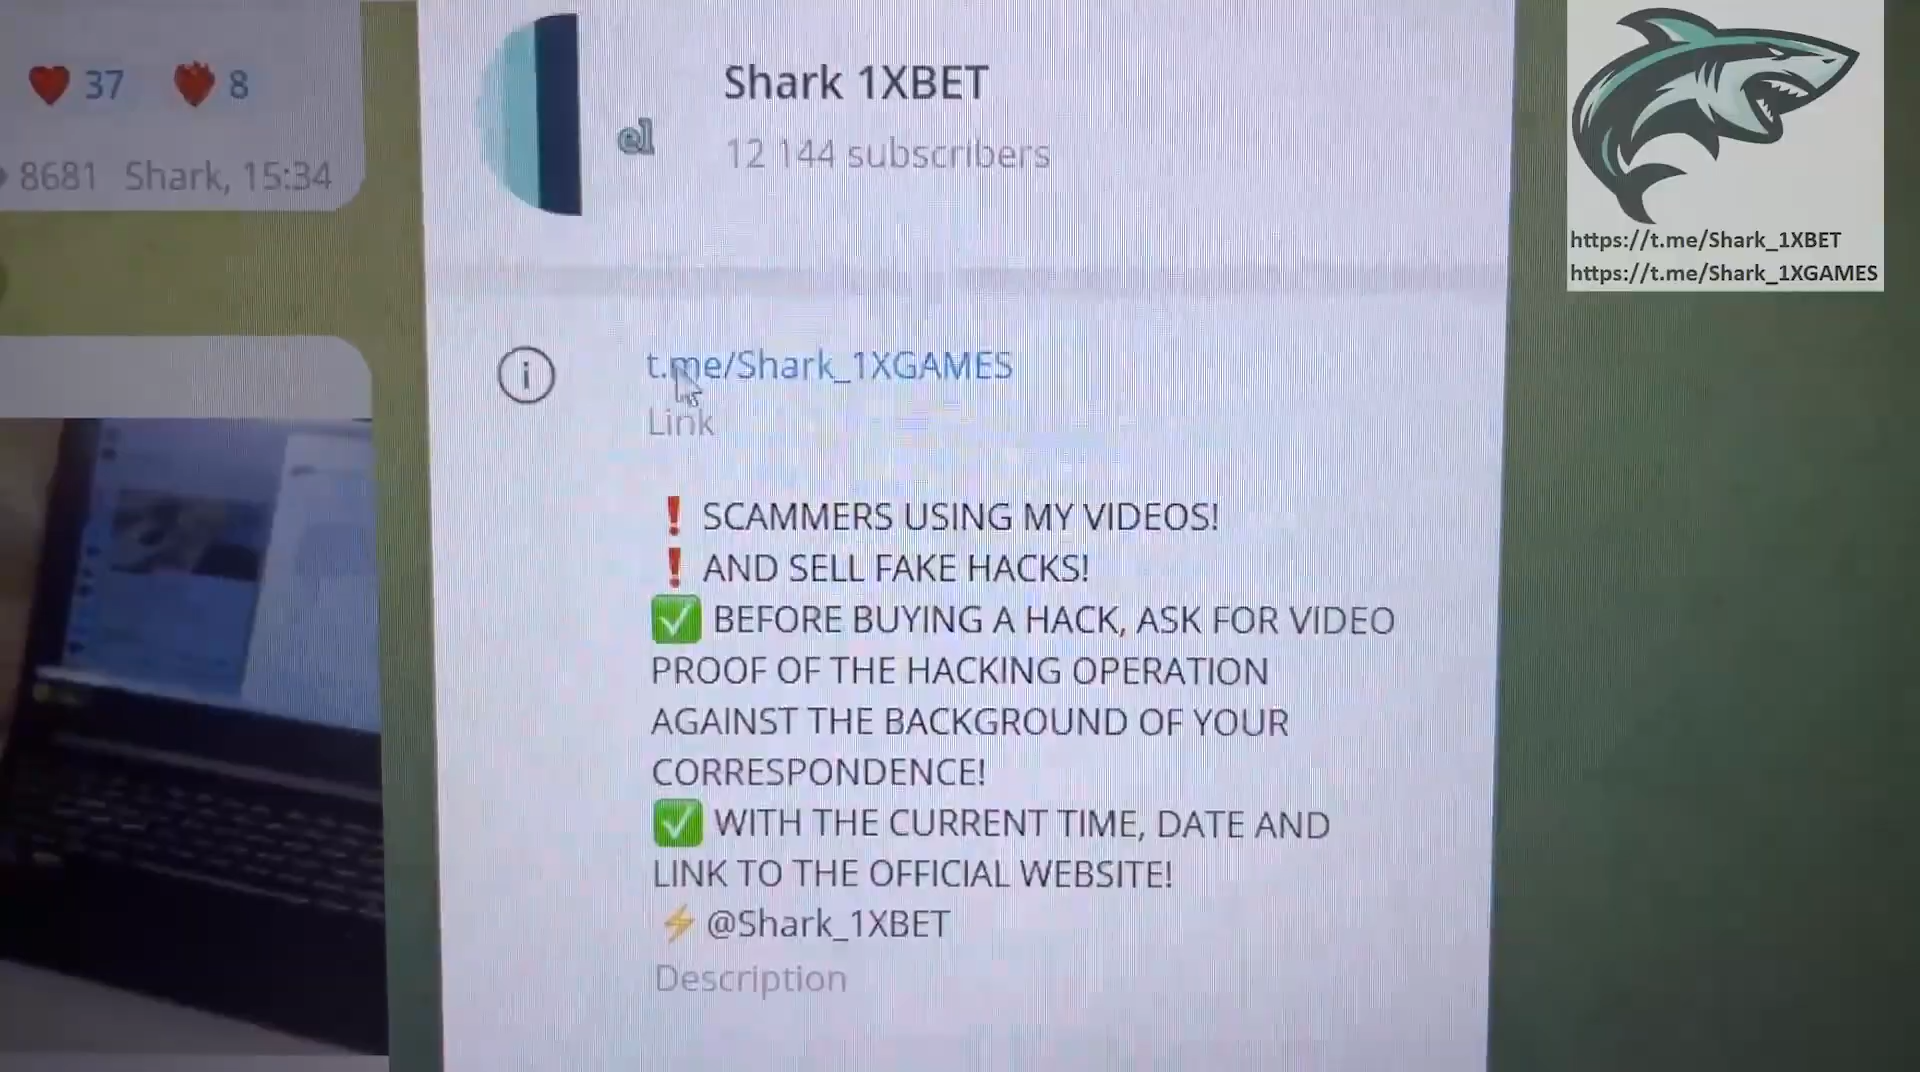 37 8
8681 Shark, 15:34
Shark 1XBET
12 144 subscribers
t.me/Shark_1XGAMES
Link
❗ SCAMMERS USING MY VIDEOS!
❗ AND SELL FAKE HACKS!
✅ BEFORE BUYING A HACK, ASK FOR VIDEO
PROOF OF THE HACKING OPERATION
AGAINST THE BACKGROUND OF YOUR
CORRESPONDENCE!
✅ WITH THE CURRENT TIME, DATE AND
LINK TO THE OFFICIAL WEBSITE!
⚡ @Shark_1XBET
Description
https://t.me/Shark_1XBET
https://t.me/Shark_1XGAMES